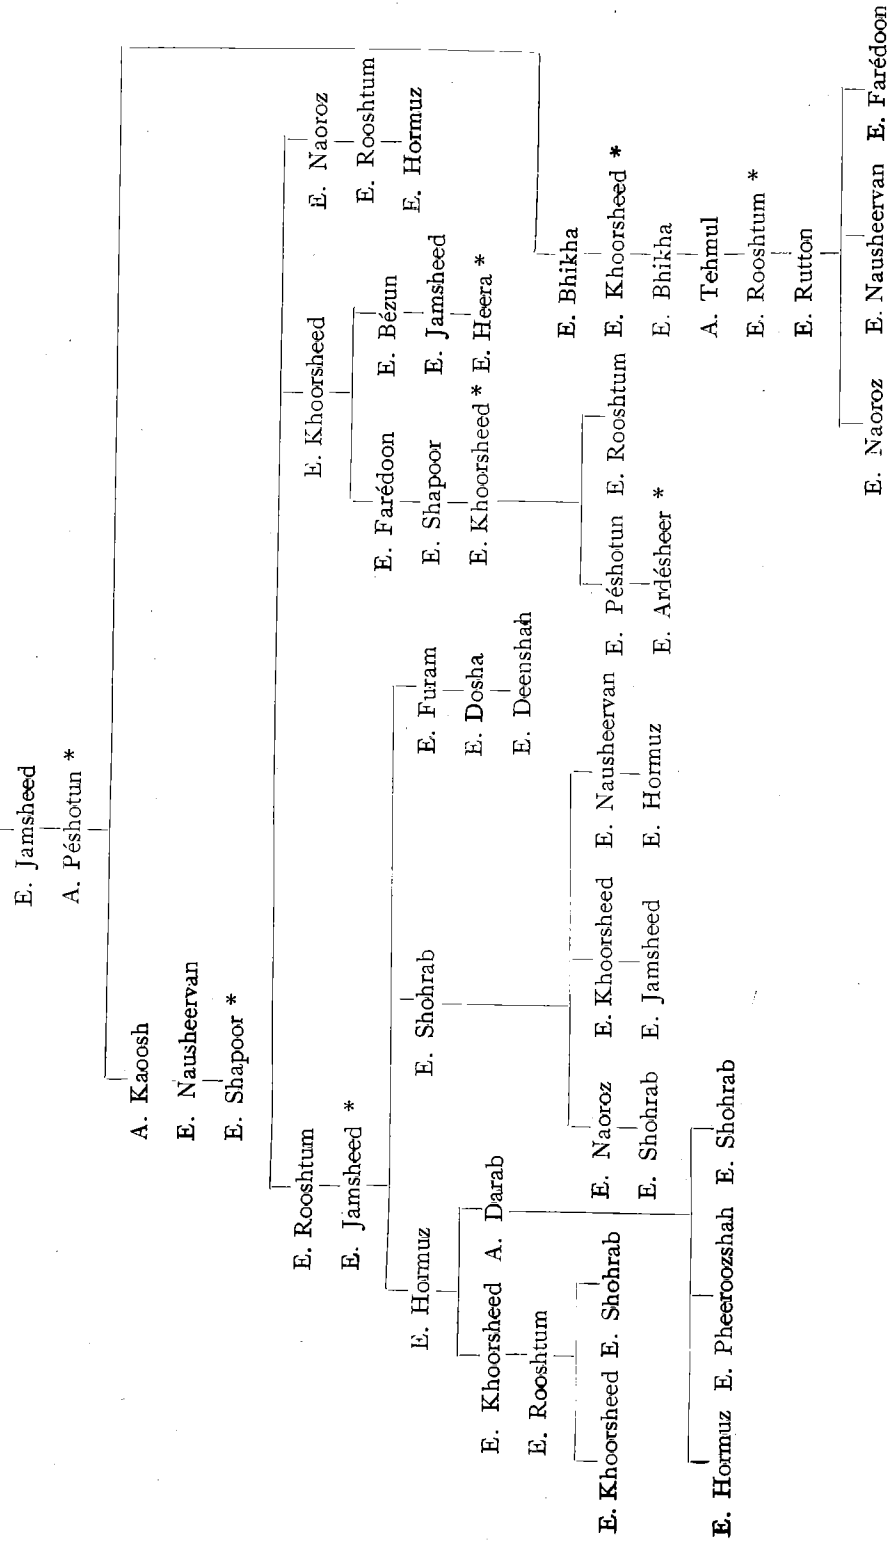 E. Jamsheed
A. Péshotun *
A. Kaoosh
E. Nausheervan
E. Shapoor *
E. Rooshtum
E. Jamsheed *
E. Khoorsheed
E. Naoroz
E. Rooshtum
E. Hormuz
E. Farédoon
E. Shapoor
E. Khoorsheed *
E. Bézun
E. Jamsheed
E. Heera *
E. Hormuz
E. Shohrab
E. Furam
E. Dosha
E. Deenshah
E. Khoorsheed A. Darab
E. Rooshtum
E. Khoorsheed E. Shohrab
E. Naoroz E. Khoorsheed E. Nausheervan
E. Shohrab E. Jamsheed E. Hormuz
E. Péshotun E. Rooshtum
E. Ardésheer *
E. Hormuz E. Pheeroozshah E. Shohrab
E. Bhikha
E. Khoorsheed *
E. Bhikha
A. Tehmul
E. Rooshtum *
E. Rutton
E. Naoroz E. Nausheervan E. Farédoon